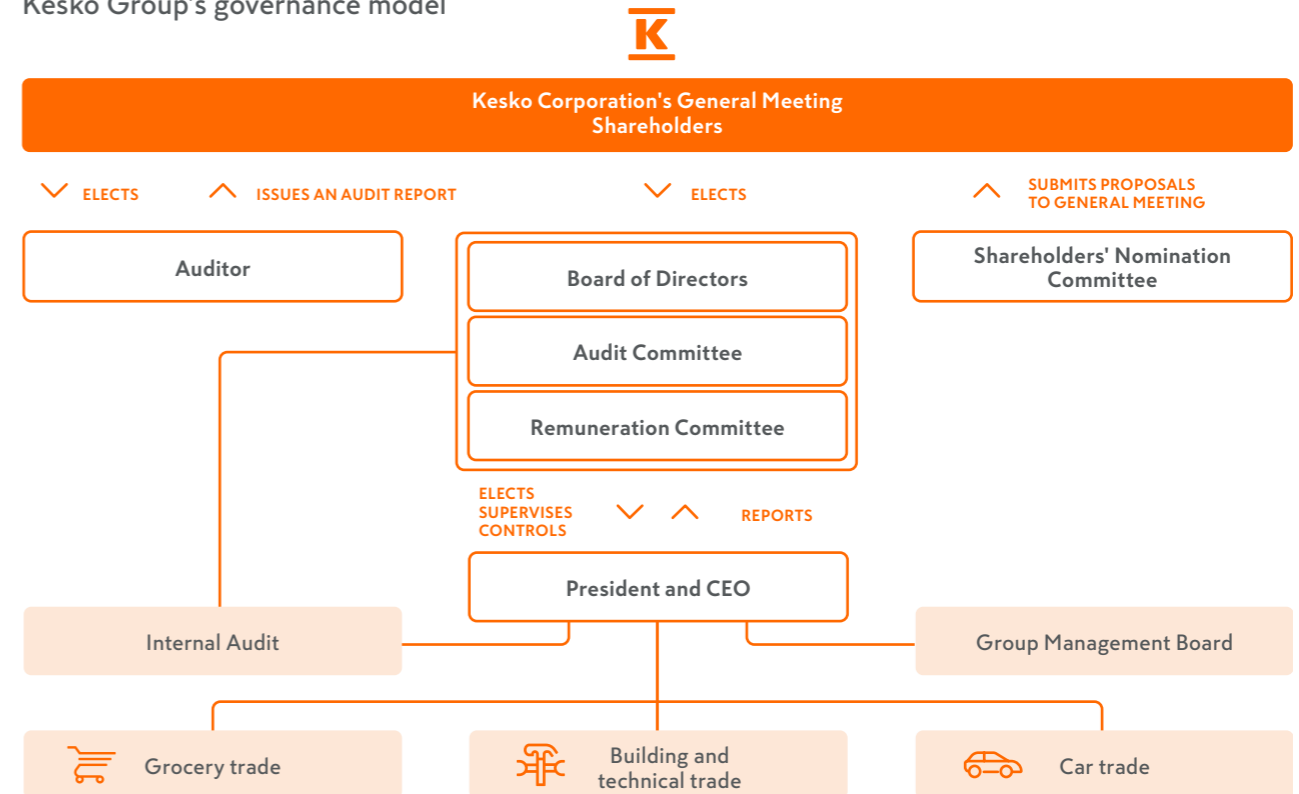 Kesko Group's governance model
K
Kesko Corporation's General Meeting
Shareholders
ELECTS
ISSUES AN AUDIT REPORT
ELECTS
SUBMITS PROPOSALS
TO GENERAL MEETING
Auditor
Board of Directors
Shareholders' Nomination
Committee
Audit Committee
Remuneration Committee
ELECTS
SUPERVISES
CONTROLS
REPORTS
President and CEO
Internal Audit
Group Management Board
Grocery trade
Building and
technical trade
Car trade